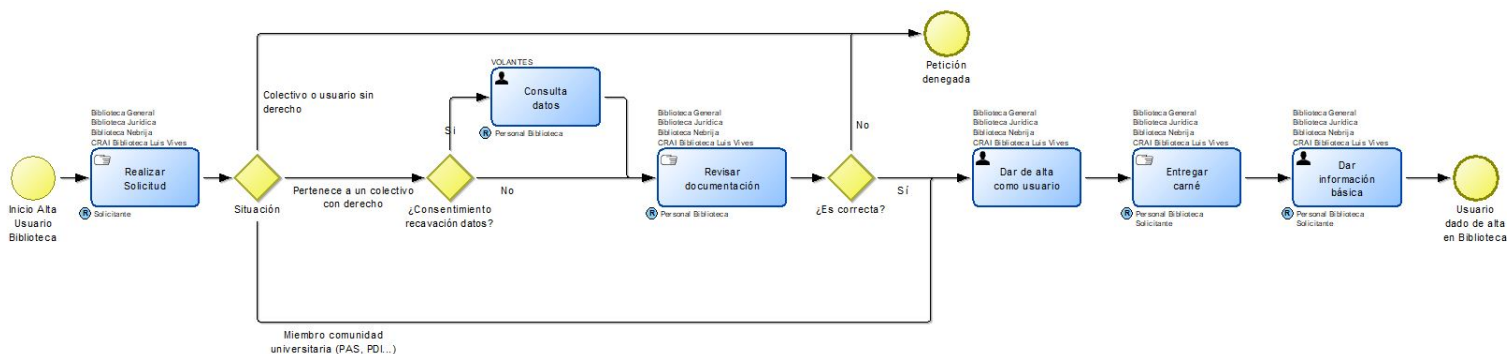 Inicio Alta
Usuario
Biblioteca
Biblioteca General
Biblioteca Jurídica
Biblioteca Nebrija
CRAI Biblioteca Luis Vives
Realizar
Solicitud
R Solicitante
Situación
Colectivo o usuario sin
derecho
Pertenece a un colectivo
con derecho
Miembro comunidad
universitaria (PAS, PDI...)
¿Consentimiento
recavación datos?
Sí
No
VOLANTES
Consulta
datos
R Personal Biblioteca
Biblioteca General
Biblioteca Jurídica
Biblioteca Nebrija
CRAI Biblioteca Luis Vives
Revisar
documentación
R Personal Biblioteca
¿Es correcta?
No
Sí
Petición
denegada
Biblioteca General
Biblioteca Jurídica
Biblioteca Nebrija
CRAI Biblioteca Luis Vives
Dar de alta
como usuario
Biblioteca General
Biblioteca Jurídica
Biblioteca Nebrija
CRAI Biblioteca Luis Vives
Entregar
carné
R Personal Biblioteca
Solicitante
Biblioteca General
Biblioteca Jurídica
Biblioteca Nebrija
CRAI Biblioteca Luis Vives
Dar
información
básica
R Personal Biblioteca
Solicitante
Usuario
dado de alta
en Biblioteca